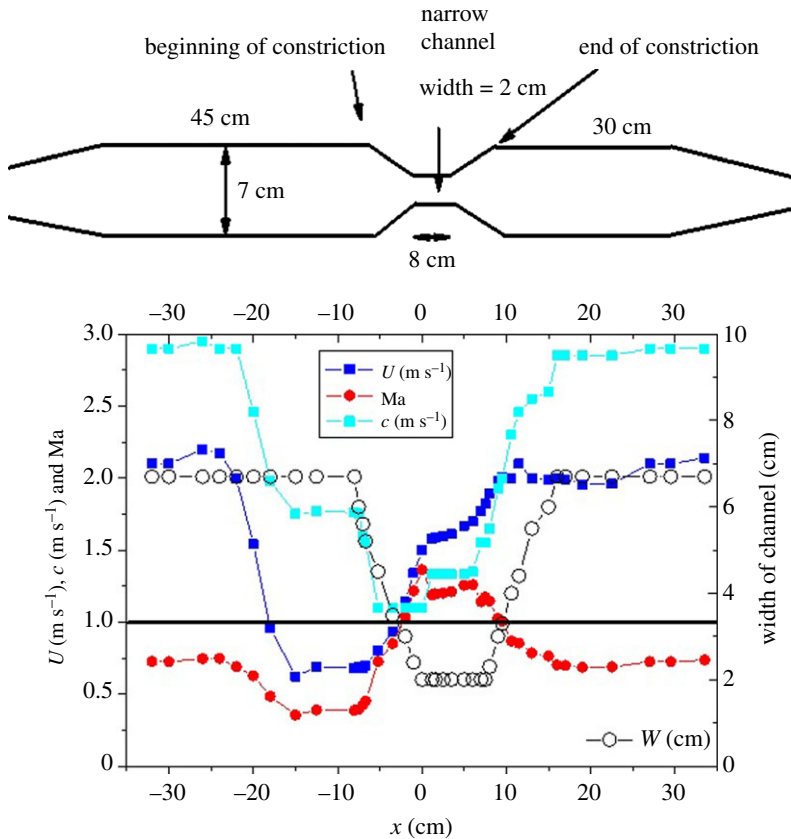 narrow
channel
beginning of constriction
end of constriction
width = 2 cm
45 cm
30 cm
7 cm
8 cm
–30 –20 –10 0 10 20 30
3.0
2.5
2.0
1.5
1.0
0.5
0
U (m s⁻¹), c (m s⁻¹) and Ma
U (m s⁻¹)
Ma
c (m s⁻¹)
W (cm)
10
8
6
4
2
0
width of channel (cm)
–30 –20 –10 0 10 20 30
x (cm)